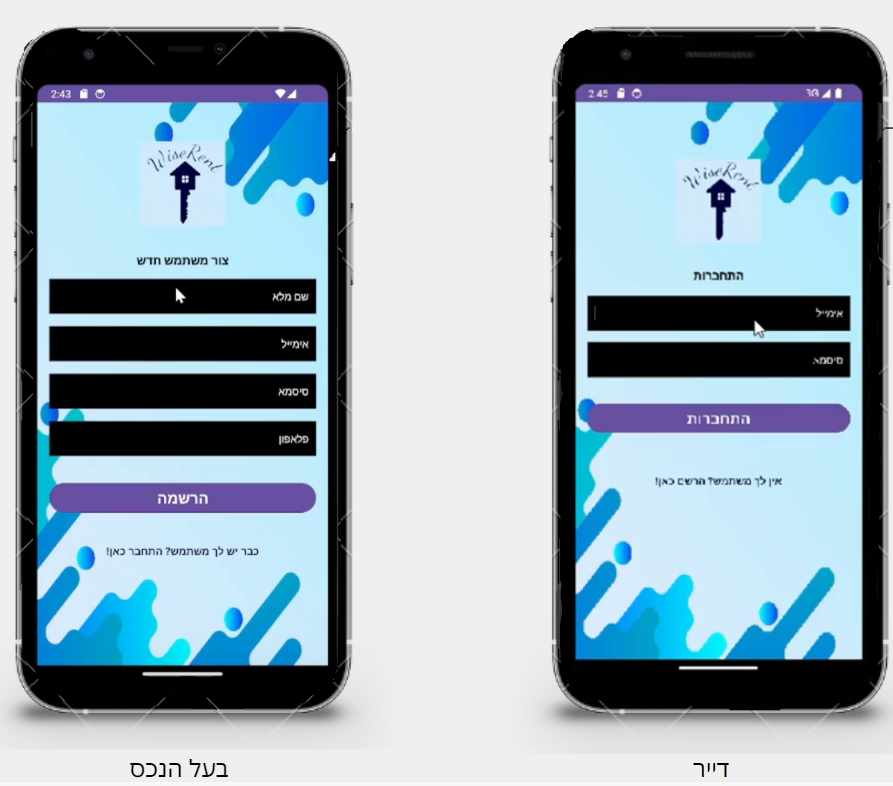 2:43
WiseRent
צור משתמש חדש
שם מלא
אימייל
סיסמא
פלאפון
הרשמה
כבר יש לך משתמש? התחבר כאן!
בעל הנכס
2:45
3G
WiseRent
התחברות
אימייל
סיסמא
התחברות
אין לך משתמש? הרשם כאן!
דייר